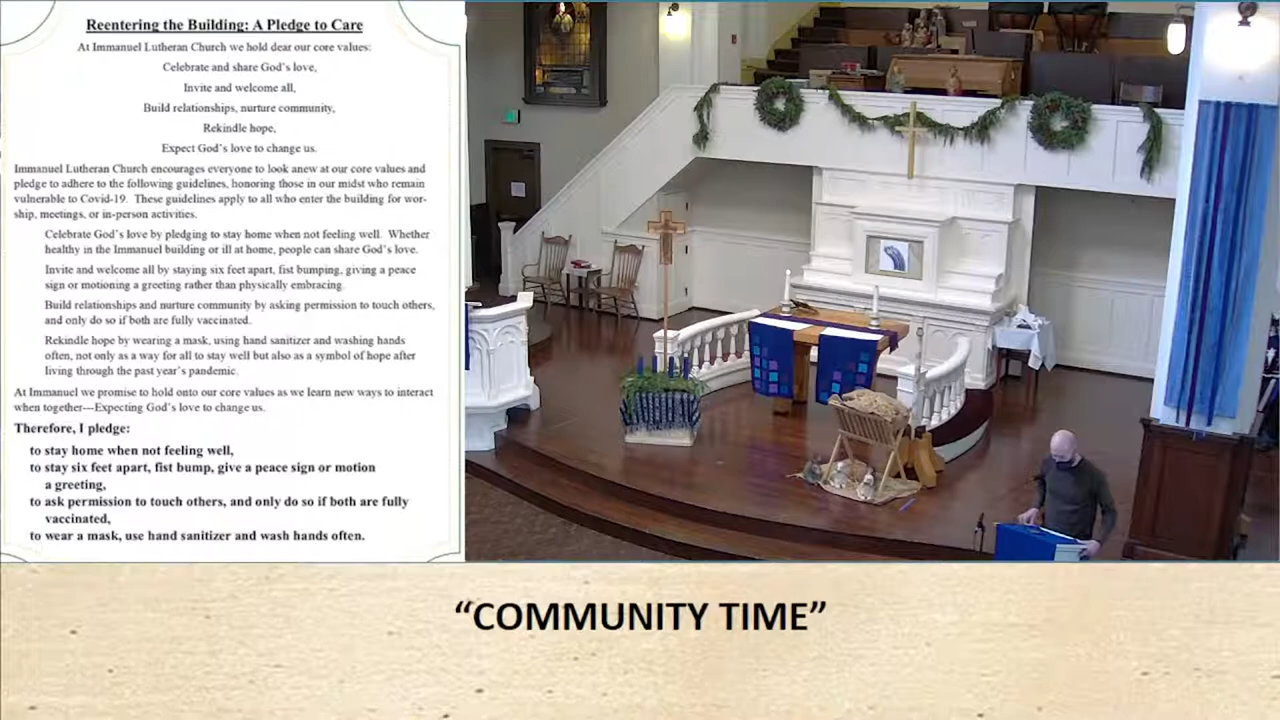 Reentering the Building: A Pledge to Care
At Immanuel Lutheran Church we hold dear our core values:
Celebrate and share God's love,
Invite and welcome all,
Build relationships, nurture community,
Rekindle hope,
Expect God's love to change us.
Immanuel Lutheran Church encourages everyone to look anew at our core values and
pledge to adhere to the following guidelines, honoring those in our midst who remain
vulnerable to Covid-19. These guidelines apply to all who enter the building for wor-
ship, meetings, or in-person activities.
Celebrate God's love by pledging to stay home when not feeling well. Whether
healthy in the Immanuel building or ill at home, people can share God's love.
Invite and welcome all by staying six feet apart, fist bumping, giving a peace
sign or motioning a greeting rather than physically embracing.
Build relationships and nurture community by asking permission to touch others,
and only do so if both are fully vaccinated.
Rekindle hope by wearing a mask, using hand sanitizer and washing hands
often, not only as a way for all to stay well but also as a symbol of hope after
living through the past year's pandemic.
At Immanuel we promise to hold onto our core values as we learn new ways to interact
when together—Expecting God's love to change us.
Therefore, I pledge:
to stay home when not feeling well,
to stay six feet apart, fist bump, give a peace sign or motion
a greeting,
to ask permission to touch others, and only do so if both are fully
vaccinated,
to wear a mask, use hand sanitizer and wash hands often.
“COMMUNITY TIME”